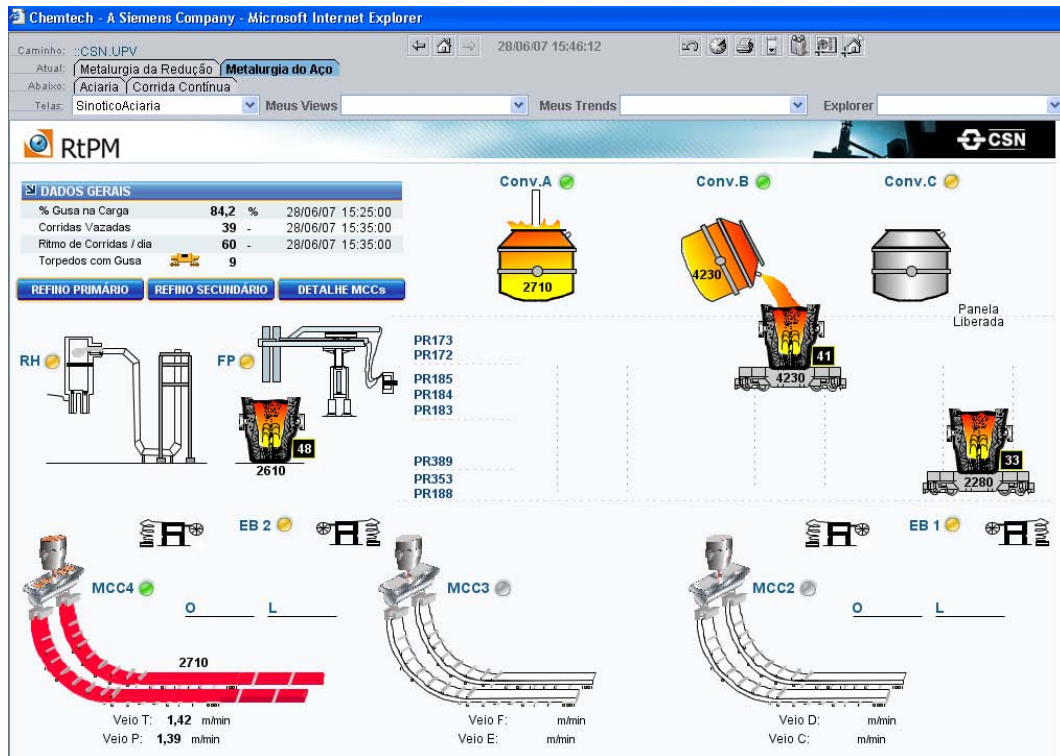 Chemtech - A Siemens Company - Microsoft Internet Explorer
Caminho: ::CSN.UPV
28/06/07 15:46:12
Atual: Metalurgia da Redução Metalurgia do Aço
Abaixo: Aciaria Corrida Contínua
Telas: SinoticoAciaria Meus Views Meus Trends Explorer
RtPM
CSN
DADOS GERAIS
% Gusa na Carga 84,2 % 28/06/07 15:25:00
Corridas Vazadas 39 - 28/06/07 15:35:00
Ritmo de Corridas / dia 60 - 28/06/07 15:35:00
Torpedos com Gusa 9
REFINO PRIMÁRIO REFINO SECUNDÁRIO DETALHE MCCs
Conv.A Conv.B Conv.C
2710
4230
Panela
Liberada
41
4230
RH FP
48
2610
PR173
PR172
PR185
PR184
PR183
PR389
PR353
PR188
33
2280
EB 2 EB 1
MCC4 MCC3 MCC2
O L O L
2710
Veio T: 1,42 m/min Veio F: m/min Veio D: m/min
Veio P: 1,39 m/min Veio E: m/min Veio C: m/min